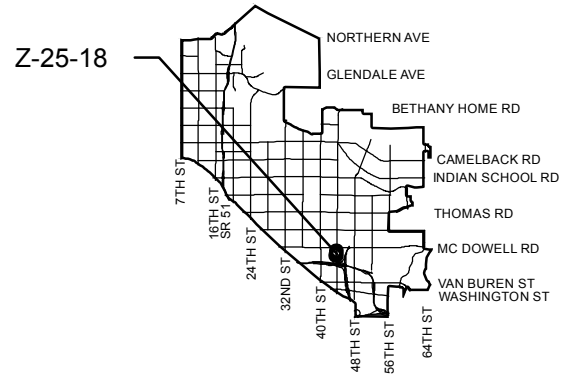 Z-25-18
NORTHERN AVE
GLENDALE AVE
BETHANY HOME RD
CAMELBACK RD
INDIAN SCHOOL RD
THOMAS RD
MC DOWELL RD
VAN BUREN ST
WASHINGTON ST
7TH ST
16TH ST
SR 51
24TH ST
32ND ST
40TH ST
48TH ST
56TH ST
64TH ST